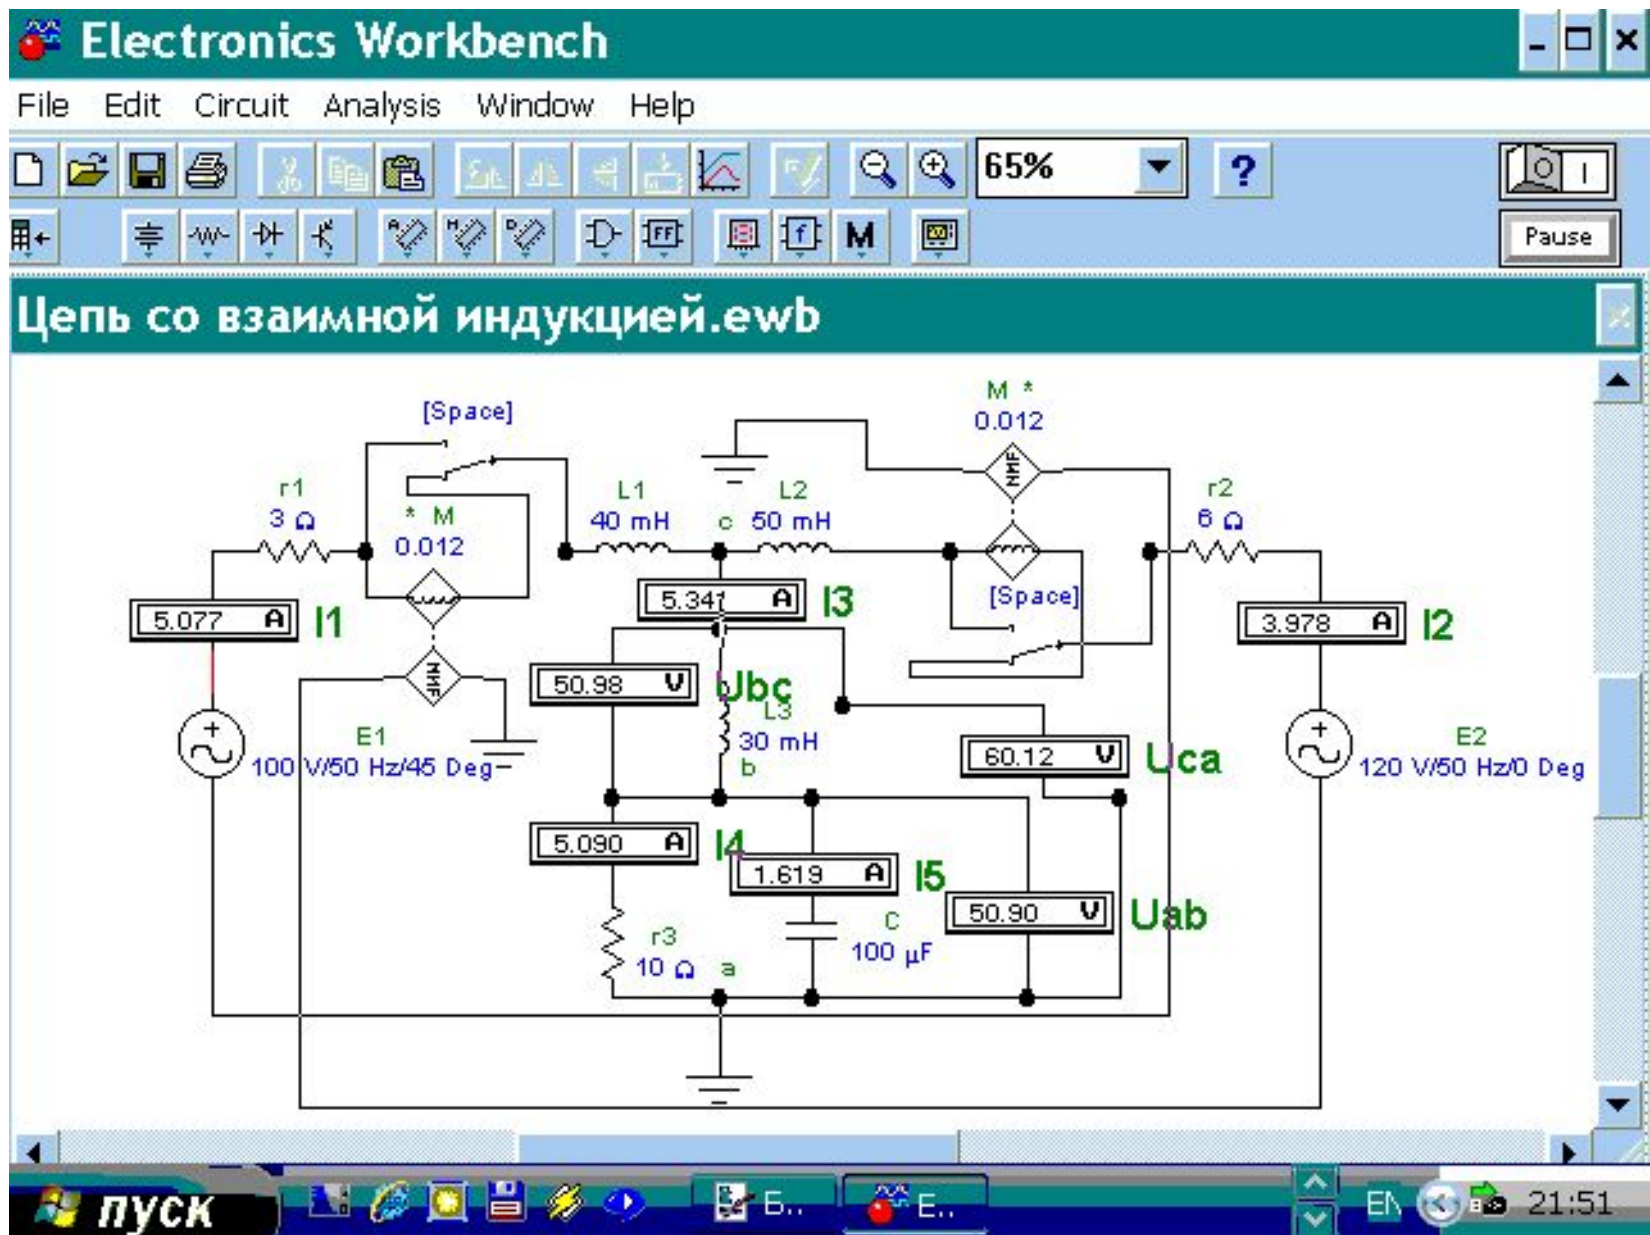 Electronics Workbench
File Edit Circuit Analysis Window Help
65%
?
Pause
FF
f
M
Цепь со взаимной индукцией.ewb
[Space]
M *
0.012
r1
3 Ω
* M
0.012
L1
40 mH
c
L2
50 mH
r2
6 Ω
[Space]
5.077 A I1
5.341 A I3
3.978 A I2
50.98 V Ubc
L3
30 mH
b
60.12 V Uca
E1
100 V/50 Hz/45 Deg
E2
120 V/50 Hz/0 Deg
5.090 A I4
1.619 A I5
50.90 V Uab
r3
10 Ω
a
C
100 µF
пуск
Б..
E..
EN
21:51